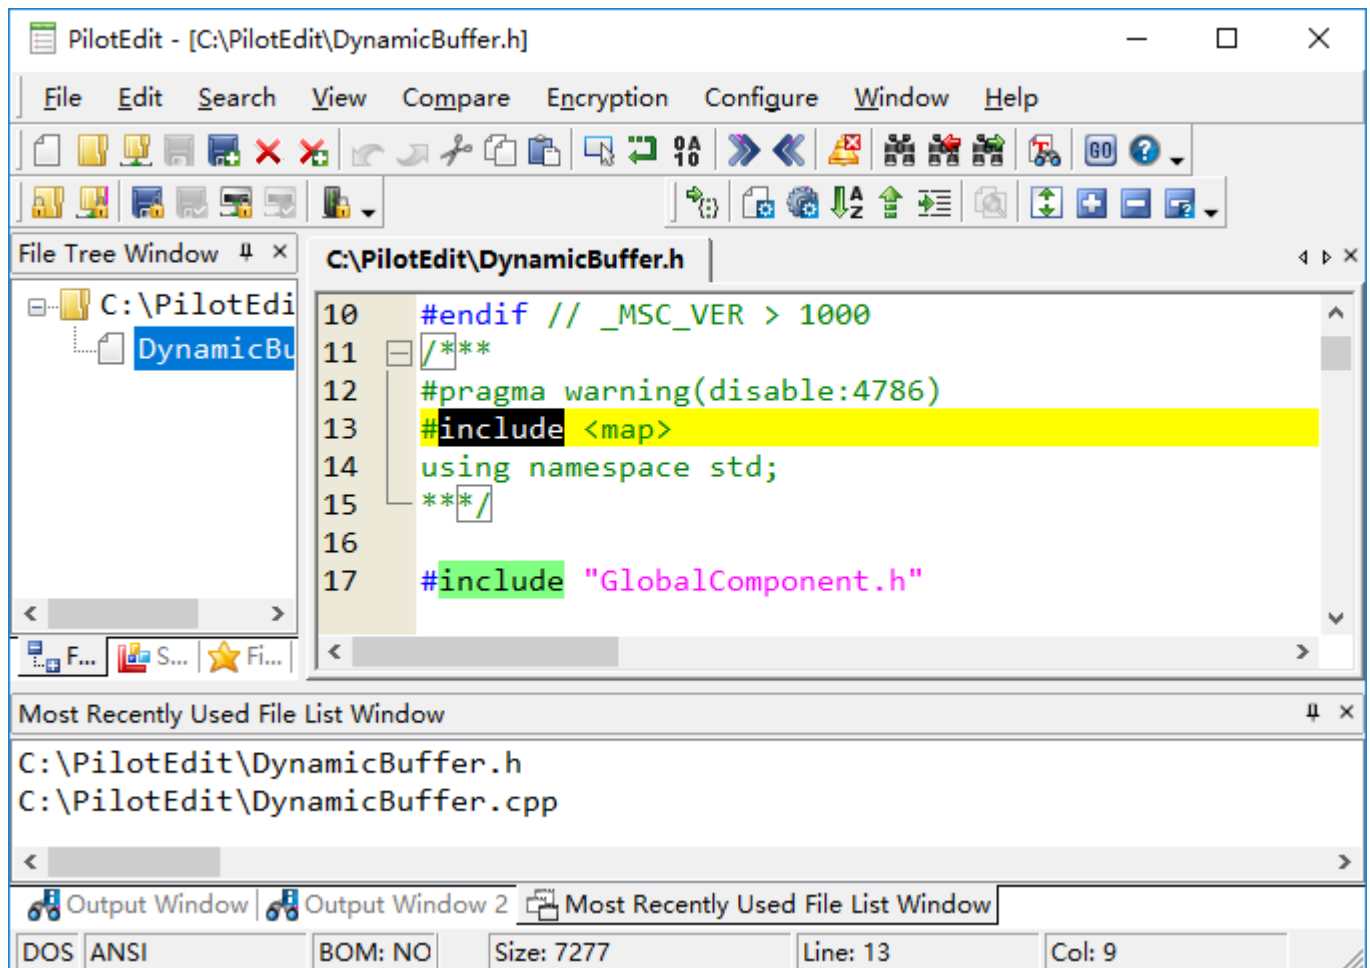 PilotEdit - [C:\PilotEdit\DynamicBuffer.h]
File Edit Search View Compare Encryption Configure Window Help
0A
10
GO
A
Z
File Tree Window
C:\PilotEdi
DynamicBu
F... S... Fi...
C:\PilotEdit\DynamicBuffer.h
10 #endif // _MSC_VER > 1000
11 /***
12 #pragma warning(disable:4786)
13 #include <map>
14 using namespace std;
15 ***/
16
17 #include "GlobalComponent.h"
Most Recently Used File List Window
C:\PilotEdit\DynamicBuffer.h
C:\PilotEdit\DynamicBuffer.cpp
Output Window Output Window 2 Most Recently Used File List Window
DOS ANSI BOM: NO Size: 7277 Line: 13 Col: 9